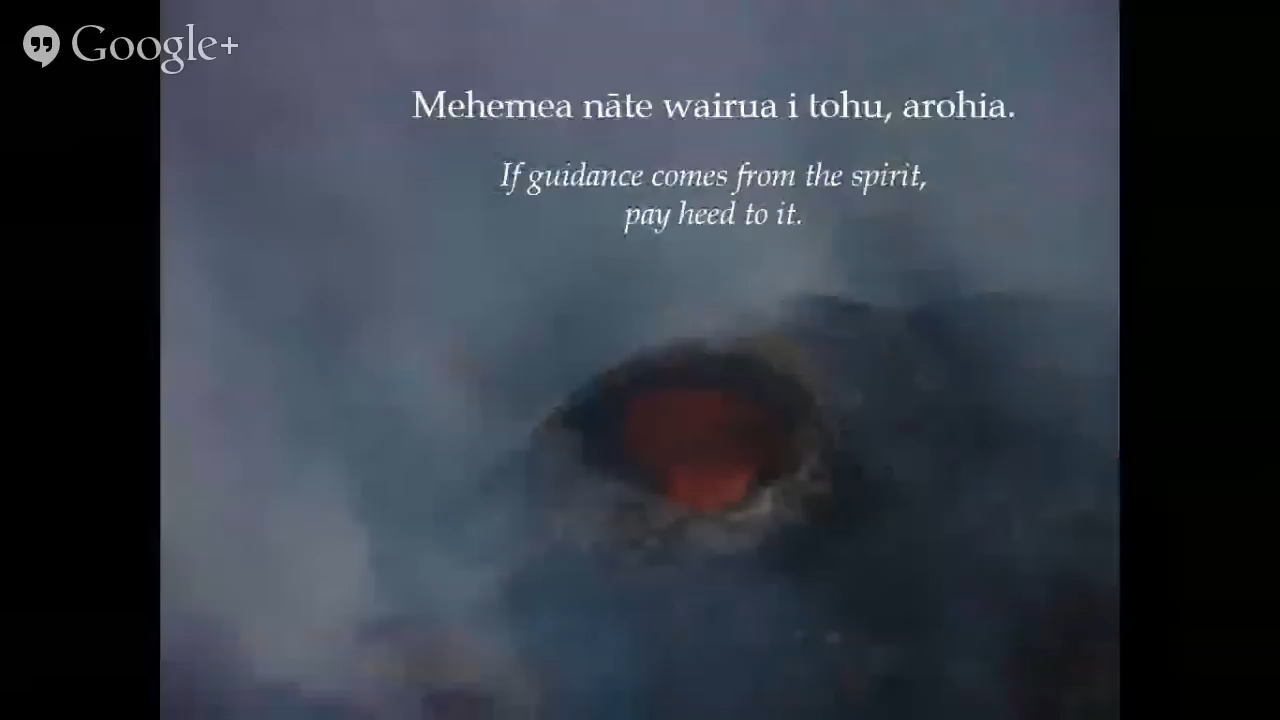 Google+
Mehemea nāte wairua i tohu, arohia.
If guidance comes from the spirit,
pay heed to it.